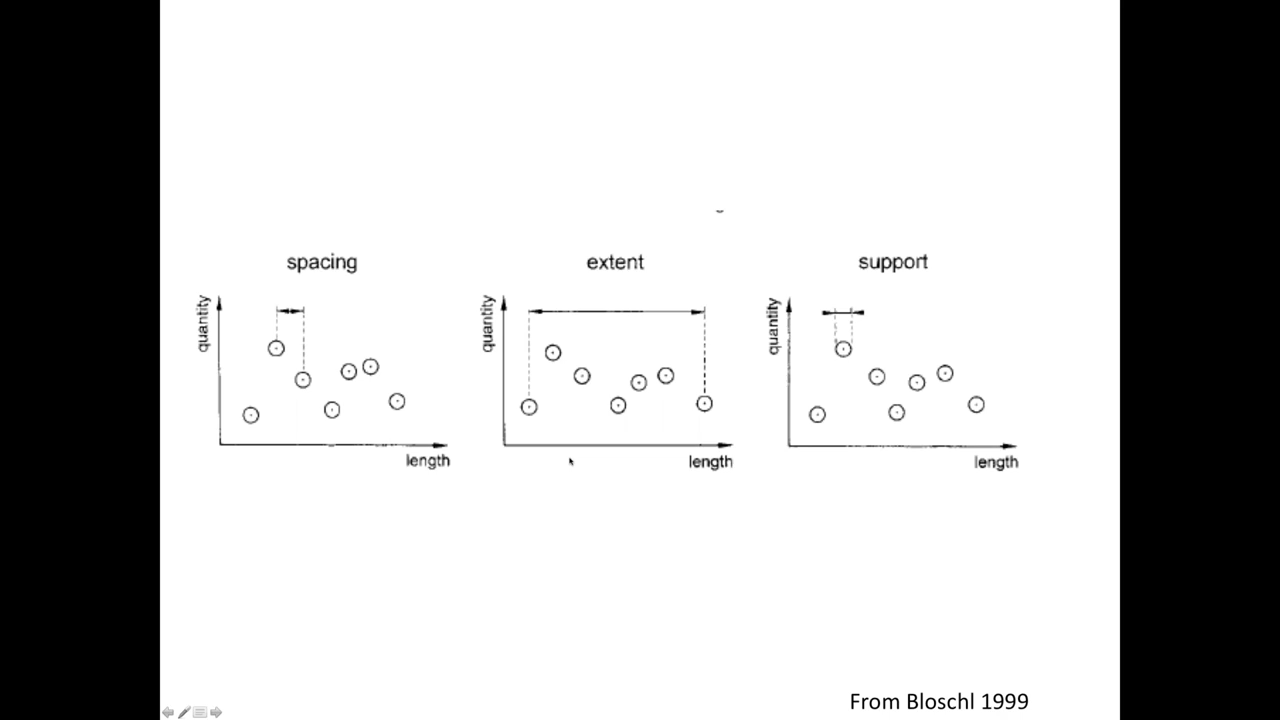 spacing
extent
support
quantity
quantity
quantity
length
length
length
From Bloschl 1999